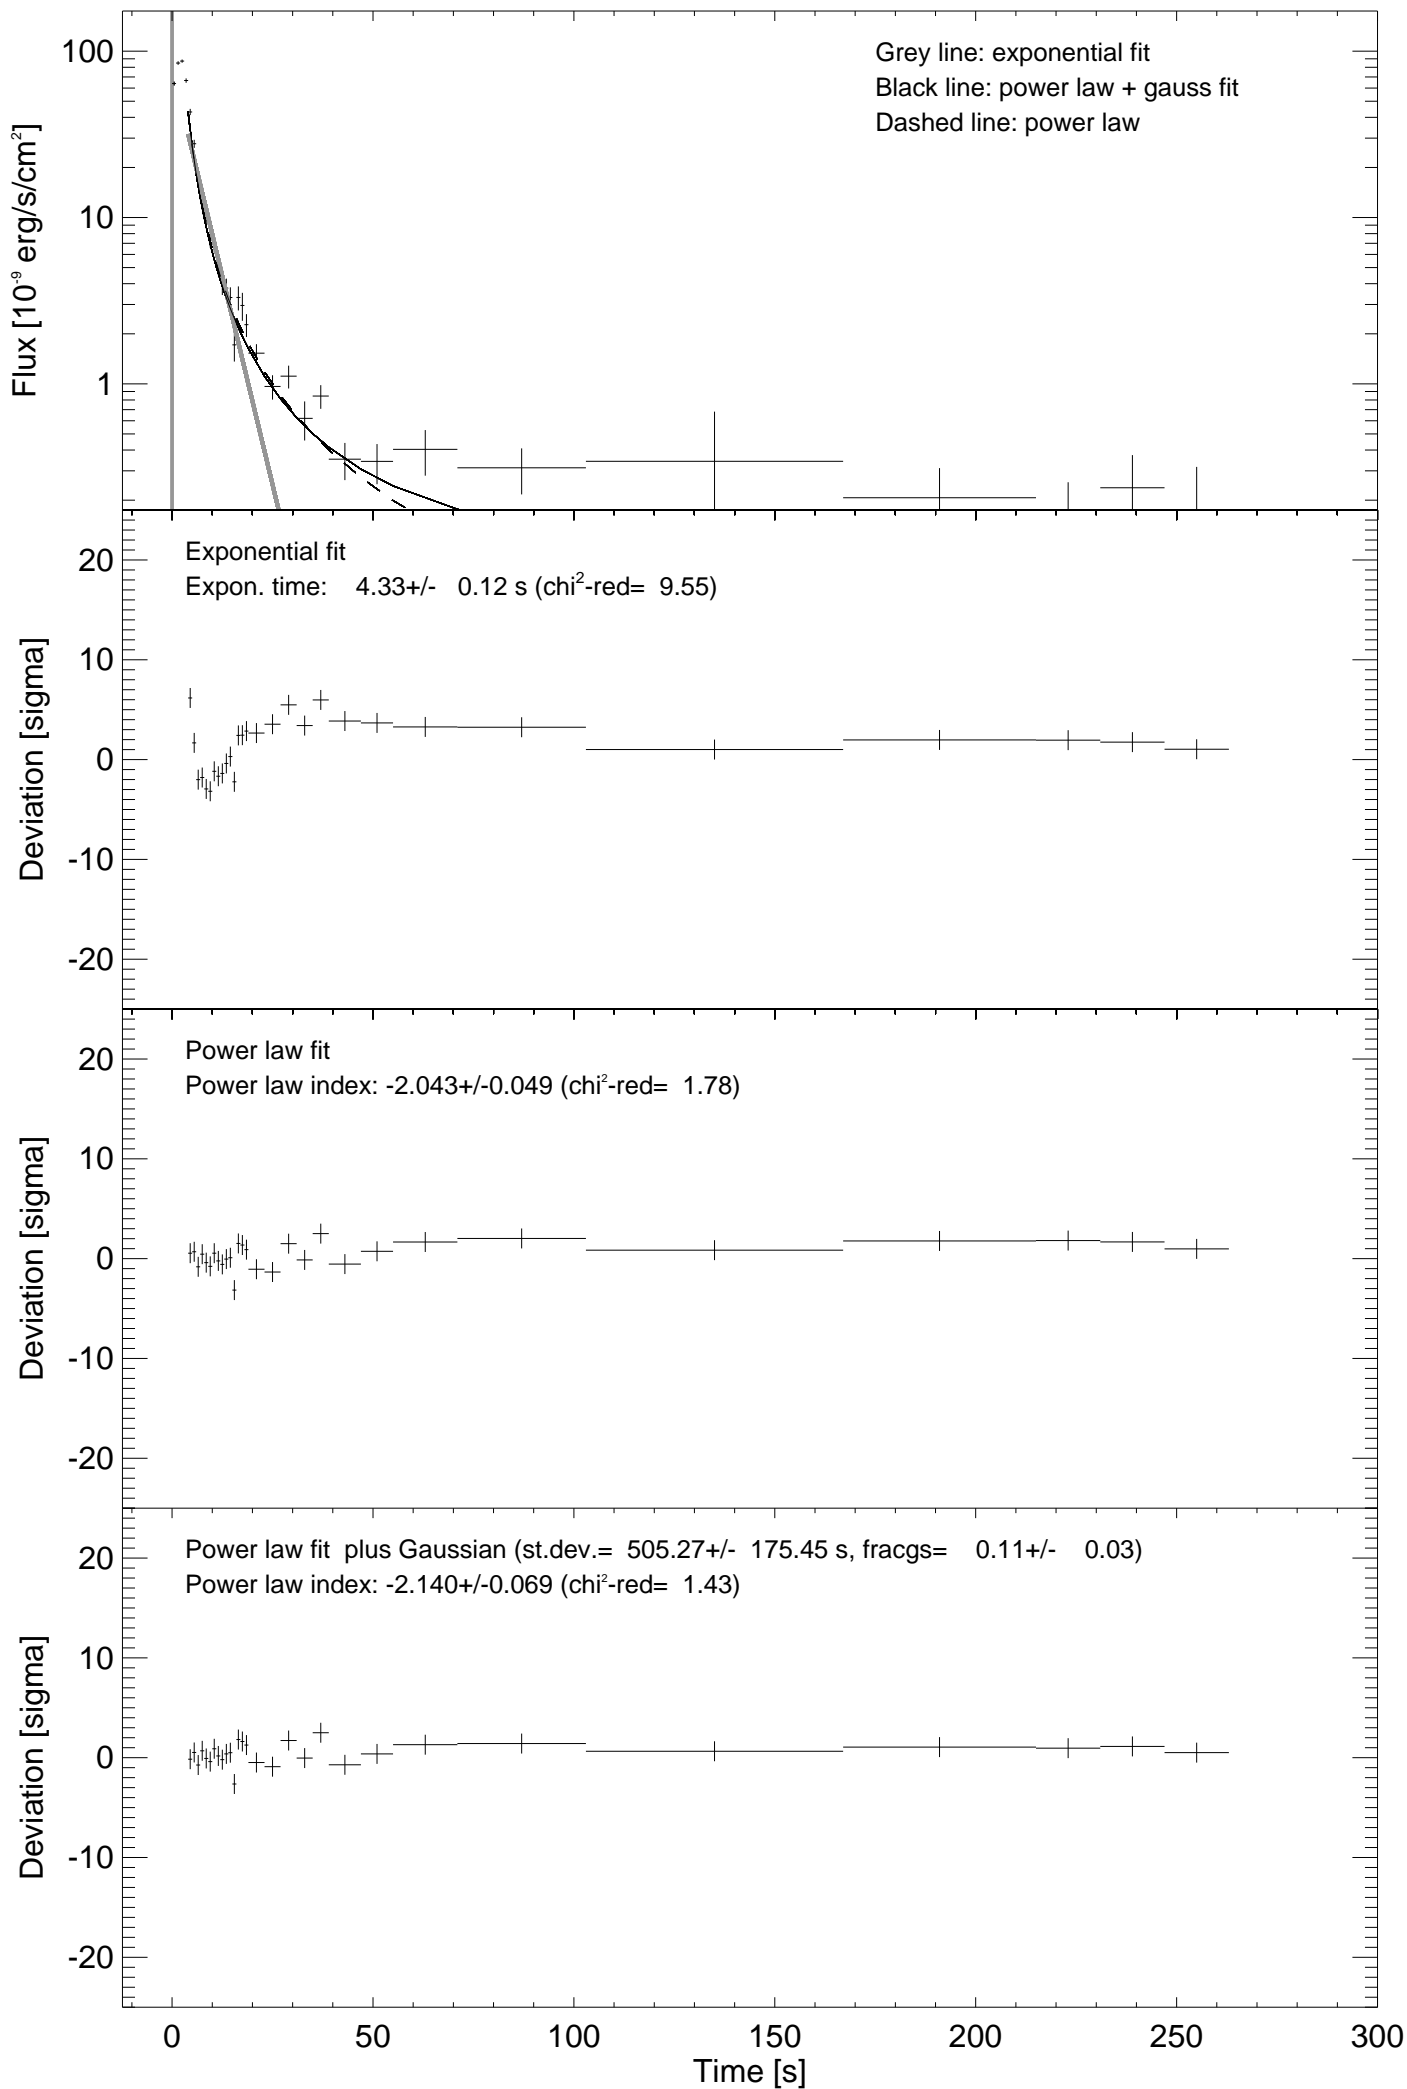 Grey line: exponential fit
Black line: power law + gauss fit
Dashed line: power law
100
10
1
Flux [10⁻⁹ erg/s/cm²]
Exponential fit
Expon. time:    4.33+/-   0.12 s (chi²-red=  9.55)
20
10
0
-10
-20
Deviation [sigma]
Power law fit
Power law index: -2.043+/-0.049 (chi²-red=  1.78)
20
10
0
-10
-20
Deviation [sigma]
Power law fit  plus Gaussian (st.dev.=  505.27+/-  175.45 s, fracgs=    0.11+/-    0.03)
Power law index: -2.140+/-0.069 (chi²-red=  1.43)
20
10
0
-10
-20
Deviation [sigma]
0 50 100 150 200 250 300
Time [s]